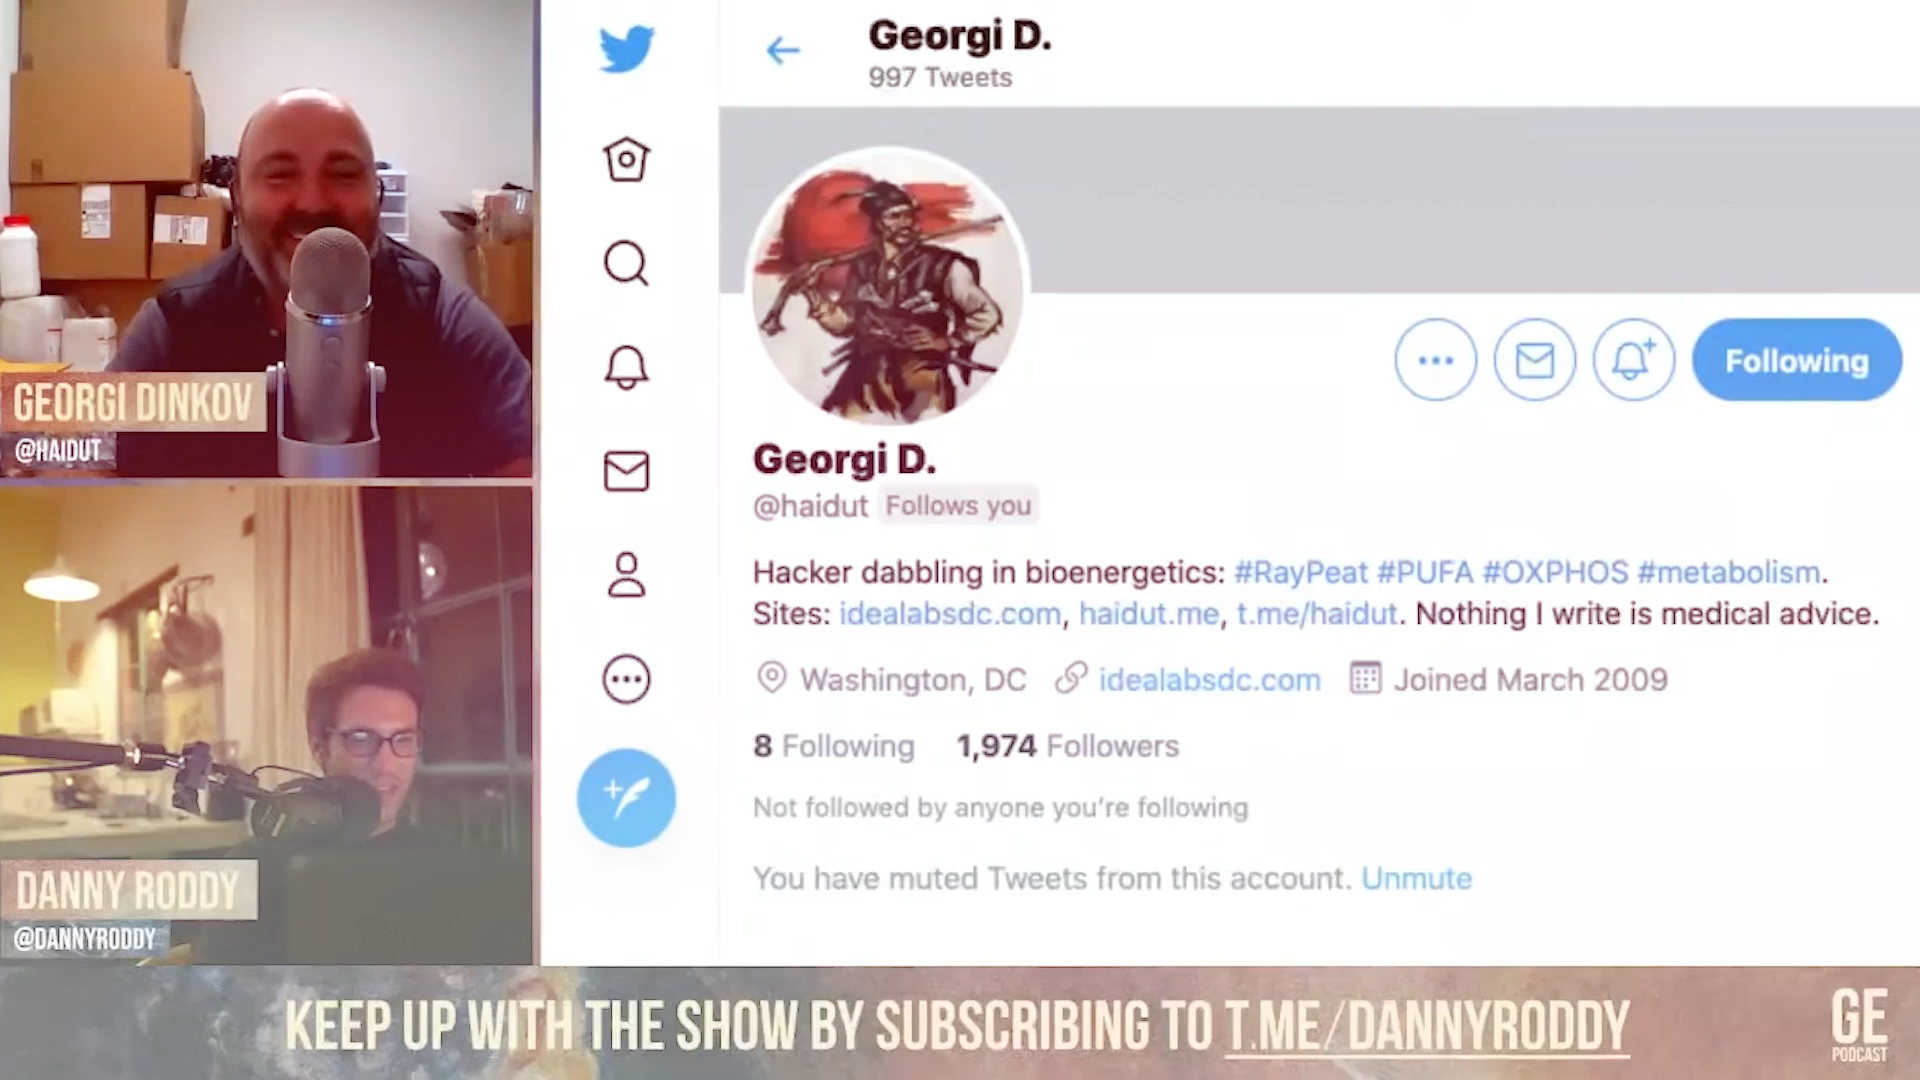 GEORGI DINKOV
@HAIDUT
DANNY RODDY
@DANNYRODDY
Georgi D.
997 Tweets
Following
Georgi D.
@haidut Follows you
Hacker dabbling in bioenergetics: #RayPeat #PUFA #OXPHOS #metabolism.
Sites: idealabsdc.com, haidut.me, t.me/haidut. Nothing I write is medical advice.
Washington, DC idealabsdc.com Joined March 2009
8 Following 1,974 Followers
Not followed by anyone you're following
You have muted Tweets from this account. Unmute
KEEP UP WITH THE SHOW BY SUBSCRIBING TO T.ME/DANNYRODDY
GE
PODCAST